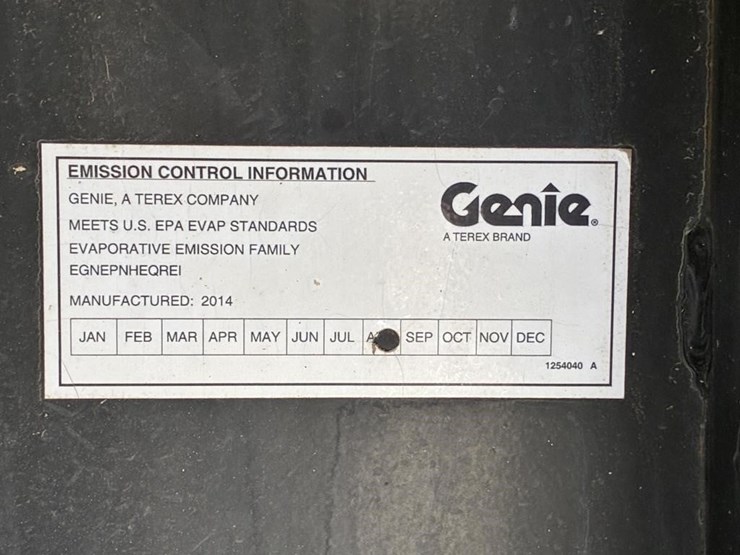 EMISSION CONTROL INFORMATION
GENIE, A TEREX COMPANY
MEETS U.S. EPA EVAP STANDARDS
EVAPORATIVE EMISSION FAMILY
EGNEPNHEQREI
MANUFACTURED: 2014
Genie®
A TEREX BRAND
JAN FEB MAR APR MAY JUN JUL SEP OCT NOV DEC
1254040 A